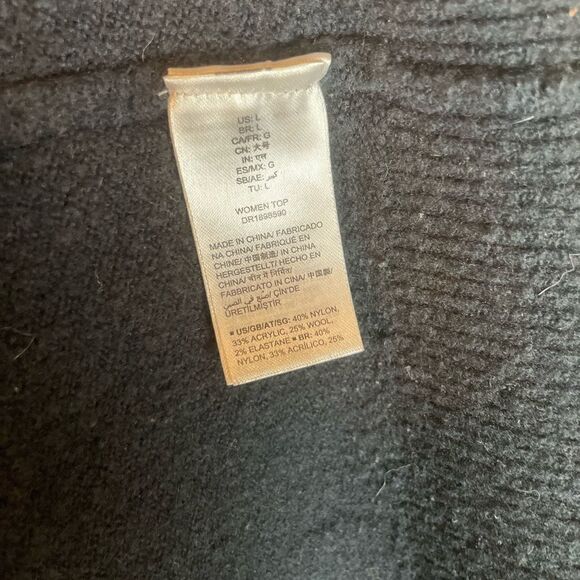 US: L
BR: L
CA/FR: G
CN: 大号
IN: एल
ES/MX: G
SB/AE: كبير
TU: L
WOMEN TOP
DR1898590
MADE IN CHINA/ FABRICADO
NA CHINA/ FABRIQUÉ EN
CHINE/ 中国制造/ IN CHINA
HERGESTELLT/ HECHO EN
CHINA/ चीन में निर्मित/
FABBRICATO IN CINA/ 中国製/
صنع في الصين/ ÇİN'DE
ÜRETİLMİŞTİR
■ US/GB/AT/SG: 40% NYLON,
33% ACRYLIC, 25% WOOL,
2% ELASTANE ■ BR: 40%
NYLON, 33% ACRÍLICO, 25%